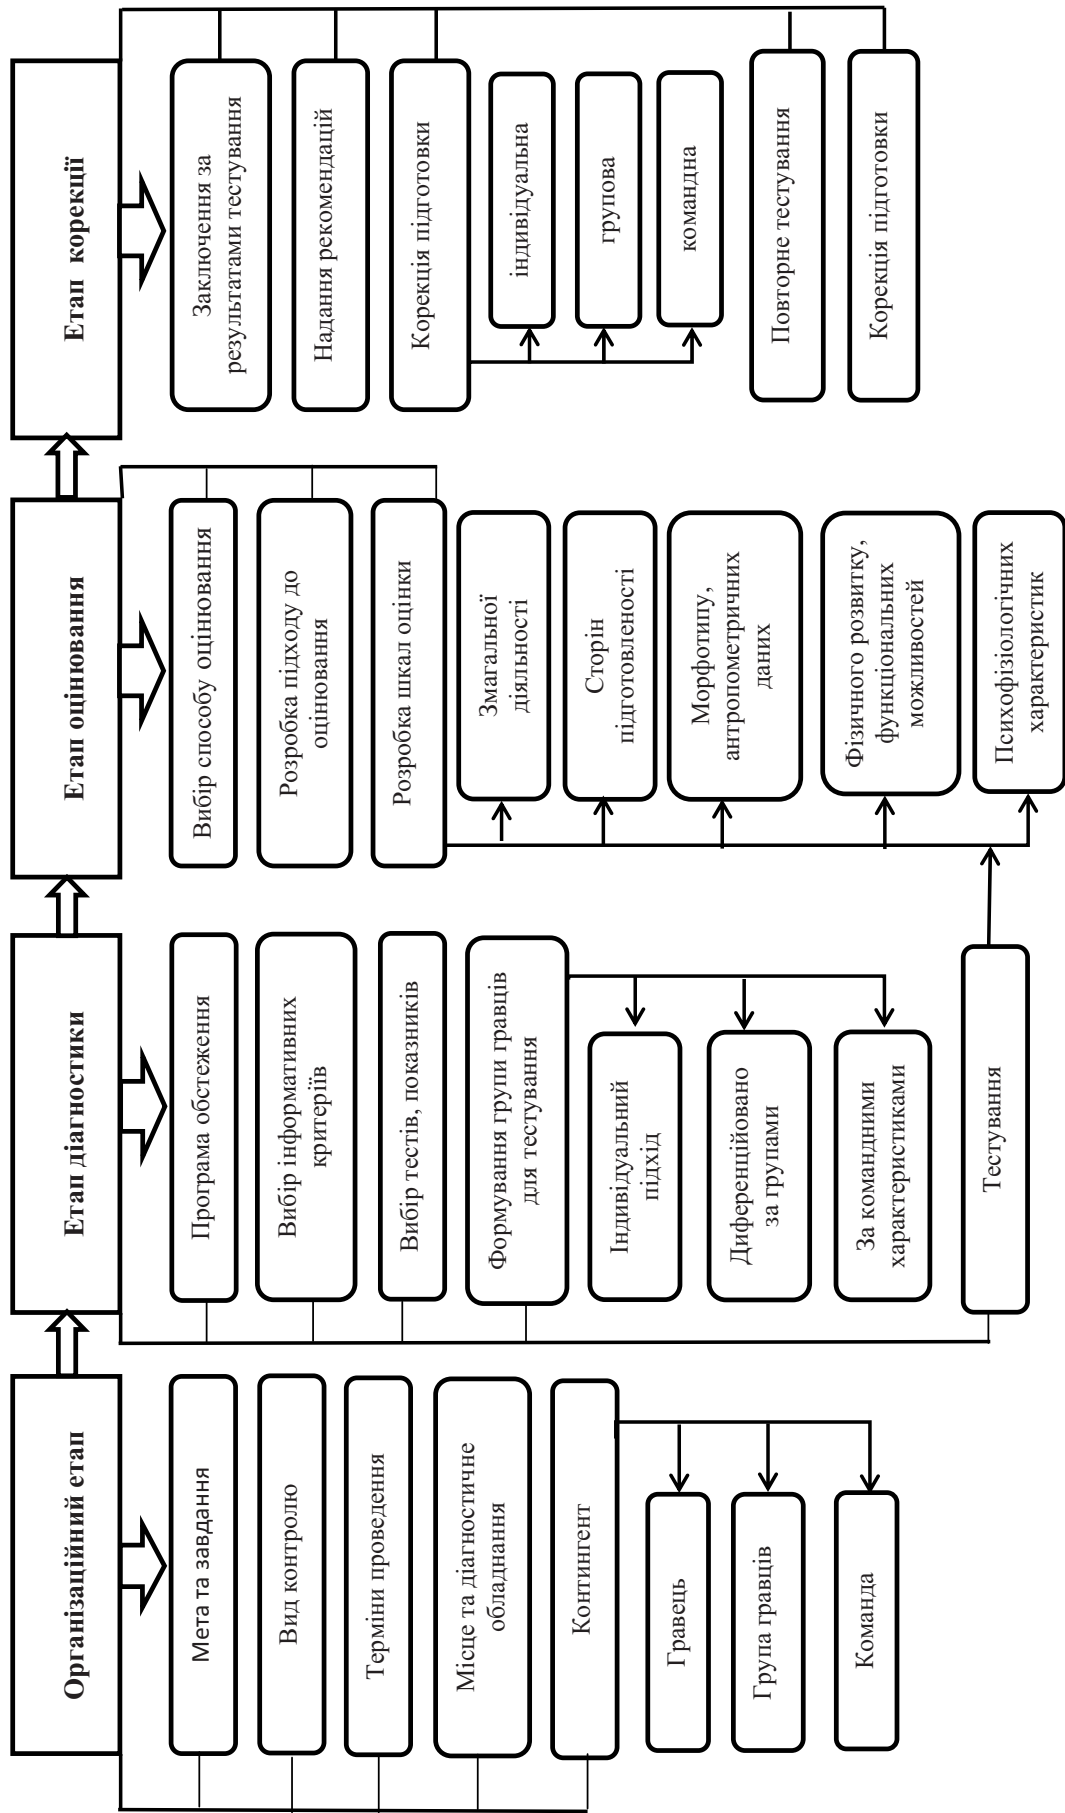 Організаційний етап
Мета та завдання
Вид контролю
Терміни проведення
Місце та діагностичне
обладнання
Контингент
Гравець
Група гравців
Команда
Етап діагностики
Програма обстеження
Вибір інформативних
критеріїв
Вибір тестів, показників
Формування групи гравців
для тестування
Індивідуальний
підхід
Диференційовано
за групами
За командними
характеристиками
Тестування
Етап оцінювання
Вибір способу оцінювання
Розробка підходу до
оцінювання
Розробка шкал оцінки
Змагальної
діяльності
Сторін
підготовленості
Морфотипу,
антропометричних
даних
Фізичного розвитку,
функціональних
можливостей
Психофізіологічних
характеристик
Етап корекції
Заключення за
результатами тестування
Надання рекомендацій
Корекція підготовки
індивідуальна
групова
командна
Повторне тестування
Корекція підготовки